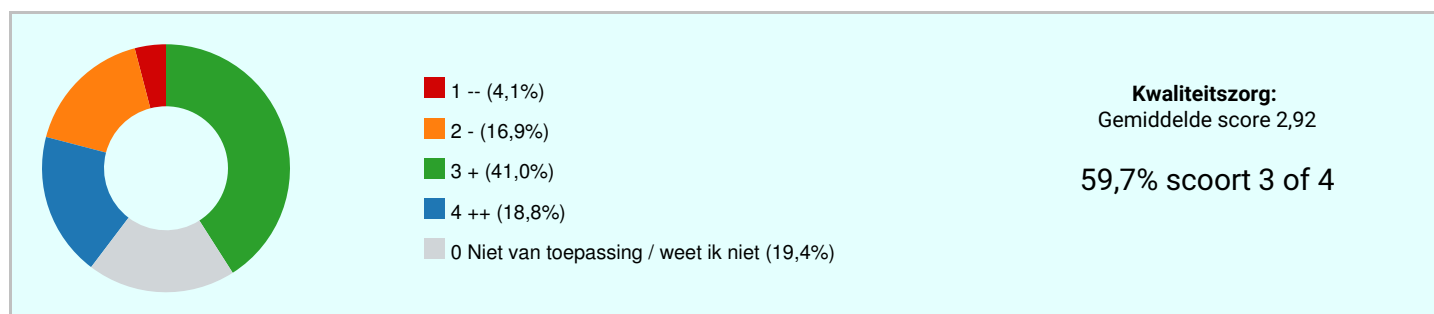 1 -- (4,1%)
2 - (16,9%)
3 + (41,0%)
4 ++ (18,8%)
0 Niet van toepassing / weet ik niet (19,4%)
Kwaliteitszorg:
Gemiddelde score 2,92
59,7% scoort 3 of 4